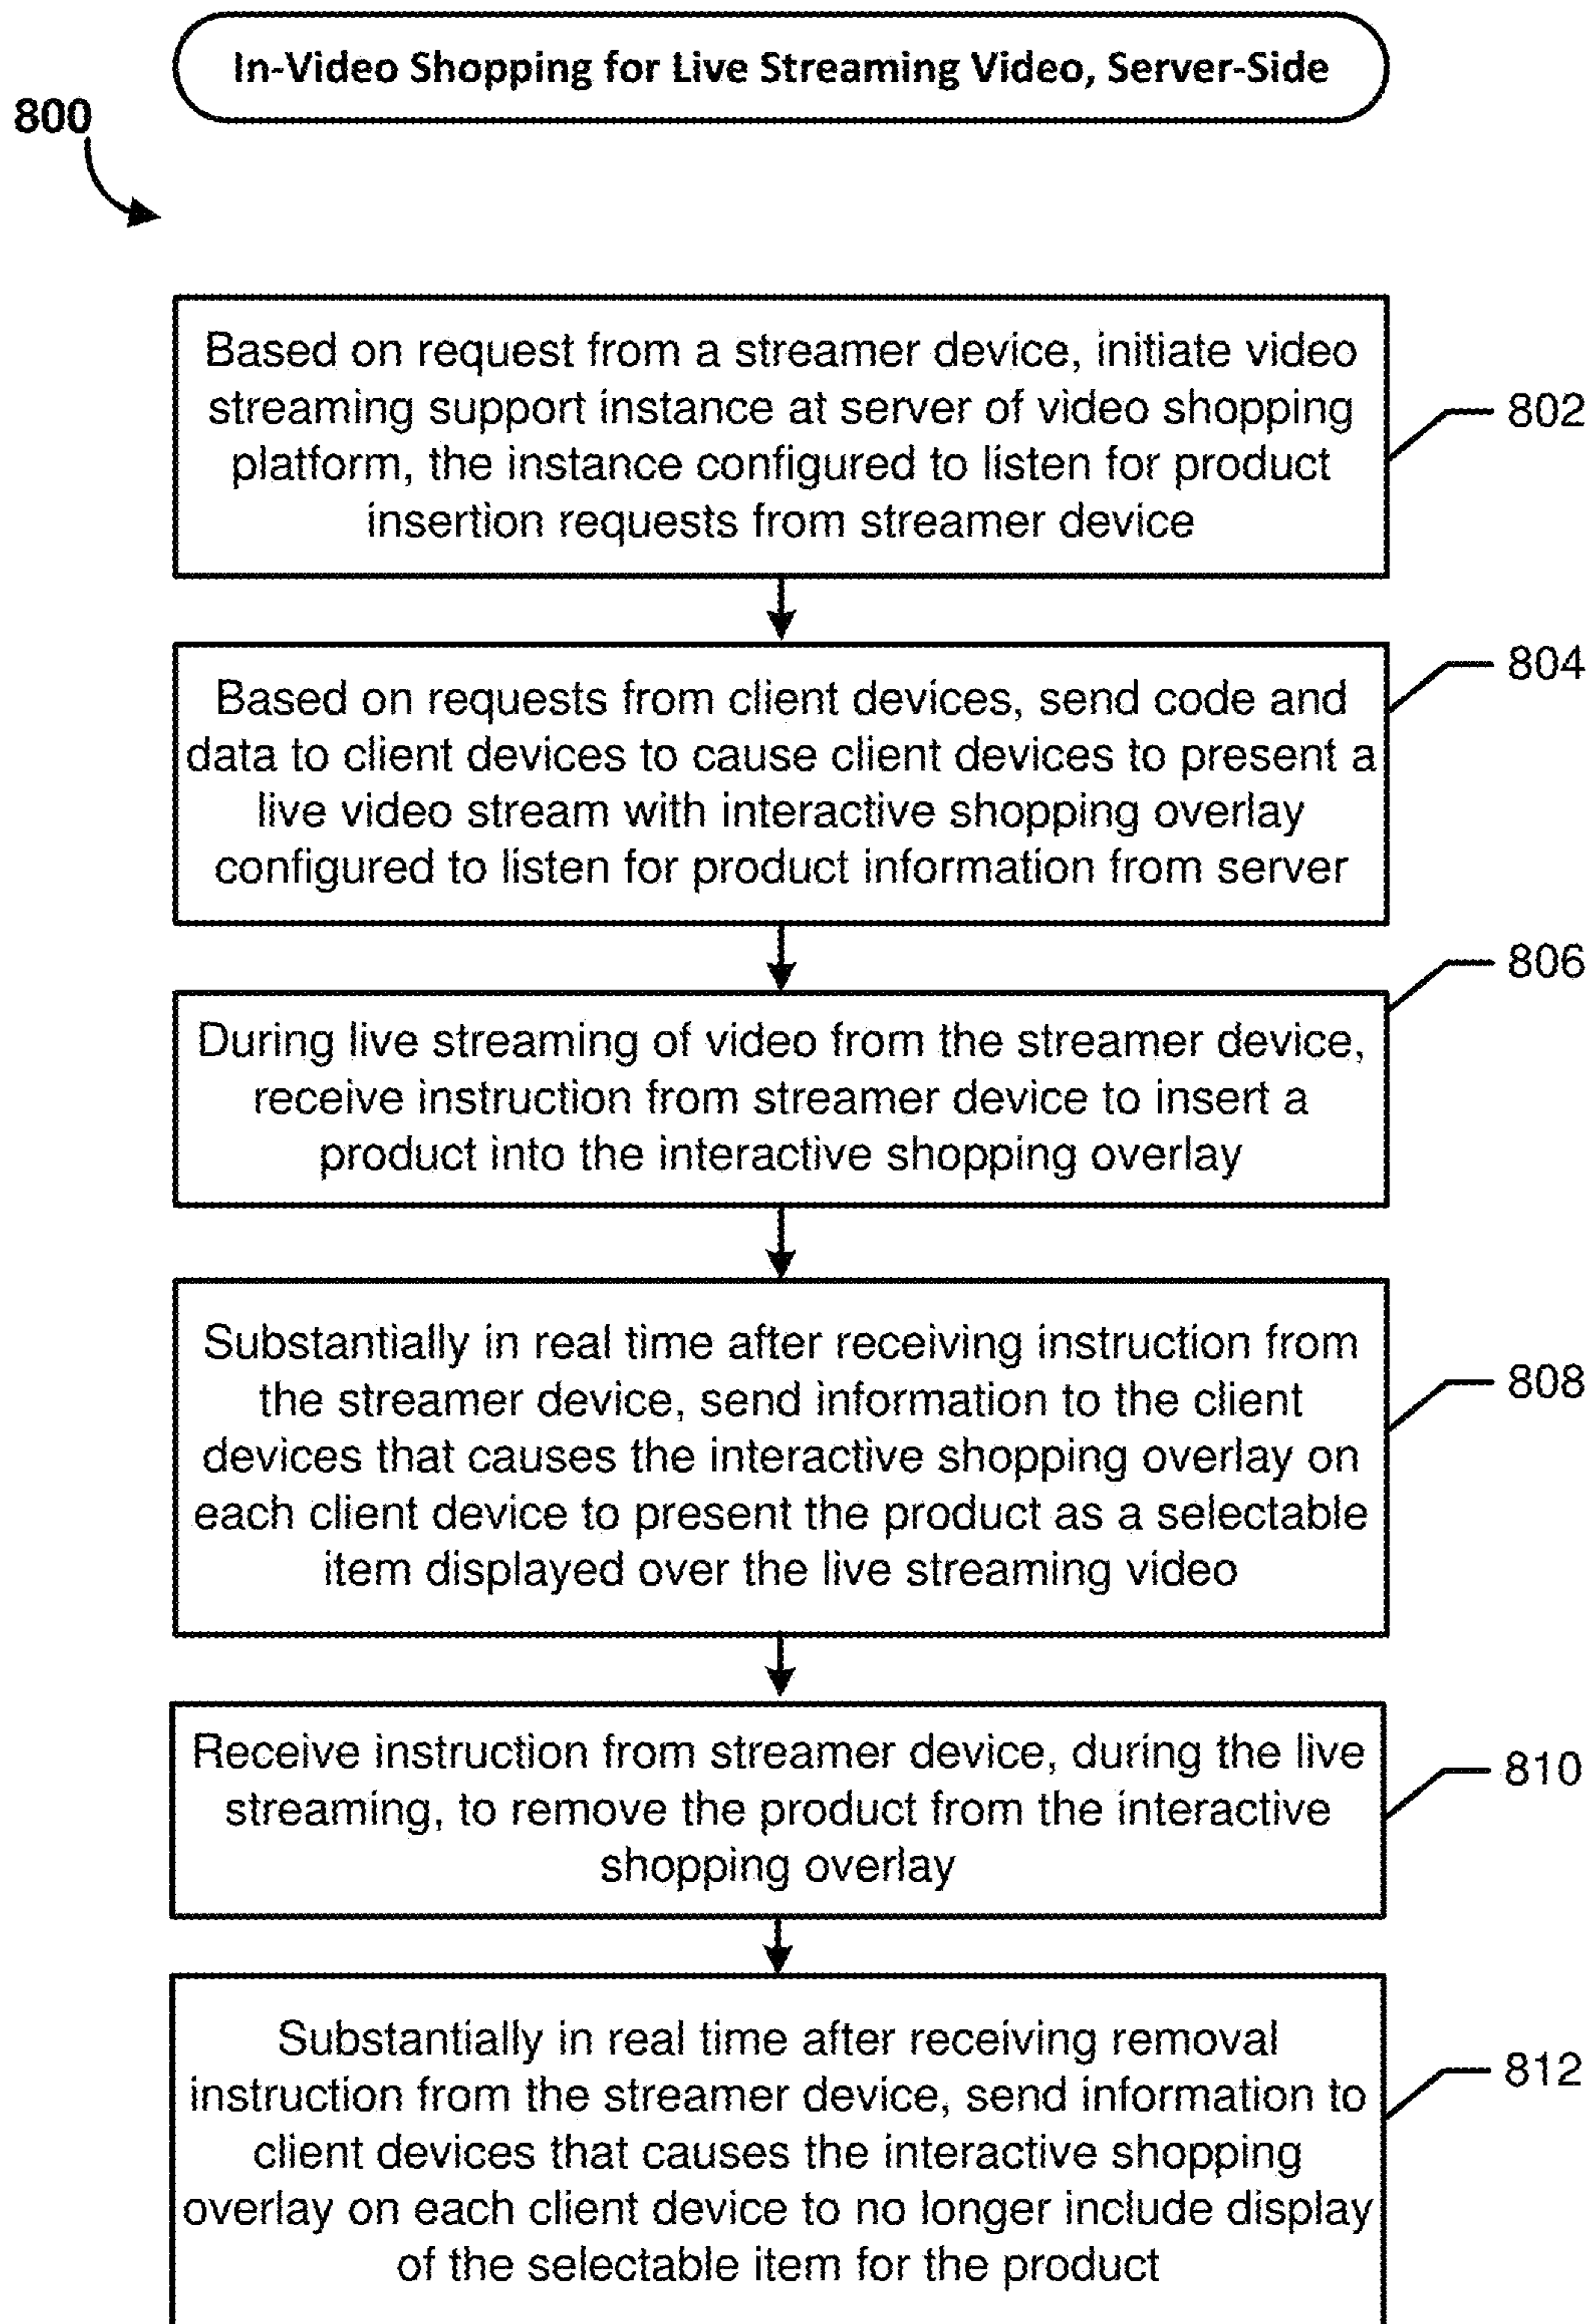 In-Video Shopping for Live Streaming Video, Server-Side
800
Based on request from a streamer device, initiate video
streaming support instance at server of video shopping
platform, the instance configured to listen for product
insertion requests from streamer device
802
Based on requests from client devices, send code and
data to client devices to cause client devices to present a
live video stream with interactive shopping overlay
configured to listen for product information from server
804
During live streaming of video from the streamer device,
receive instruction from streamer device to insert a
product into the interactive shopping overlay
806
Substantially in real time after receiving instruction from
the streamer device, send information to the client
devices that causes the interactive shopping overlay on
each client device to present the product as a selectable
item displayed over the live streaming video
808
Receive instruction from streamer device, during the live
streaming, to remove the product from the interactive
shopping overlay
810
Substantially in real time after receiving removal
instruction from the streamer device, send information to
client devices that causes the interactive shopping
overlay on each client device to no longer include display
of the selectable item for the product
812